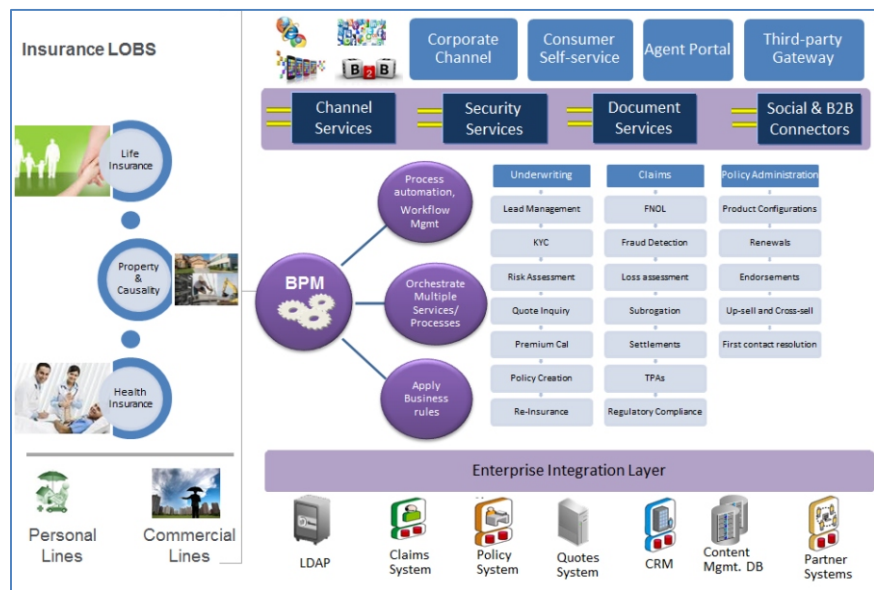 Insurance LOBS
Life
Insurance
Property
&
Causality
Health
Insurance
Personal
Lines
Commercial
Lines
B 2 B
Corporate
Channel
Consumer
Self-service
Agent Portal
Third-party
Gateway
Channel
Services
Security
Services
Document
Services
Social & B2B
Connectors
BPM
Process
automation,
Workflow
Mgmt
Orchestrate
Multiple
Services/
Processes
Apply
Business
rules
Underwriting
Lead Management
KYC
Risk Assessment
Quote Inquiry
Premium Cal
Policy Creation
Re-Insurance
Claims
FNOL
Fraud Detection
Loss assessment
Subrogation
Settlements
TPAs
Regulatory Compliance
Policy Administration
Product Configurations
Renewals
Endorsements
Up-sell and Cross-sell
First contact resolution
Enterprise Integration Layer
LDAP
Claims
System
Policy
System
Quotes
System
CRM
Content
Mgmt. DB
Partner
Systems